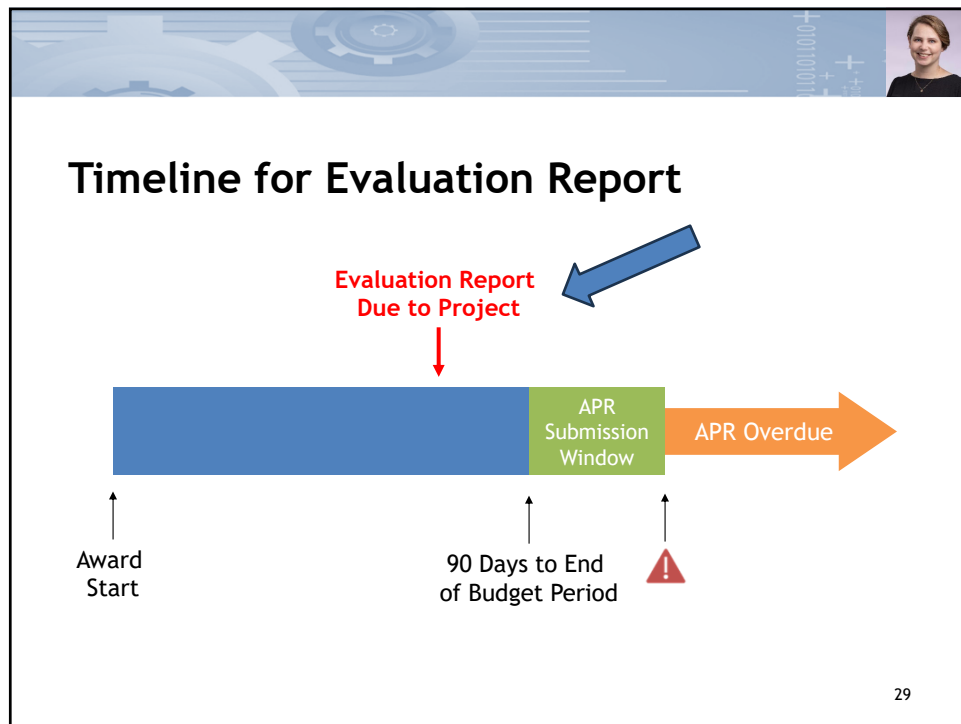 Timeline for Evaluation Report
Evaluation Report
Due to Project
APR
Submission
Window
APR Overdue
Award
Start
90 Days to End
of Budget Period
!
29